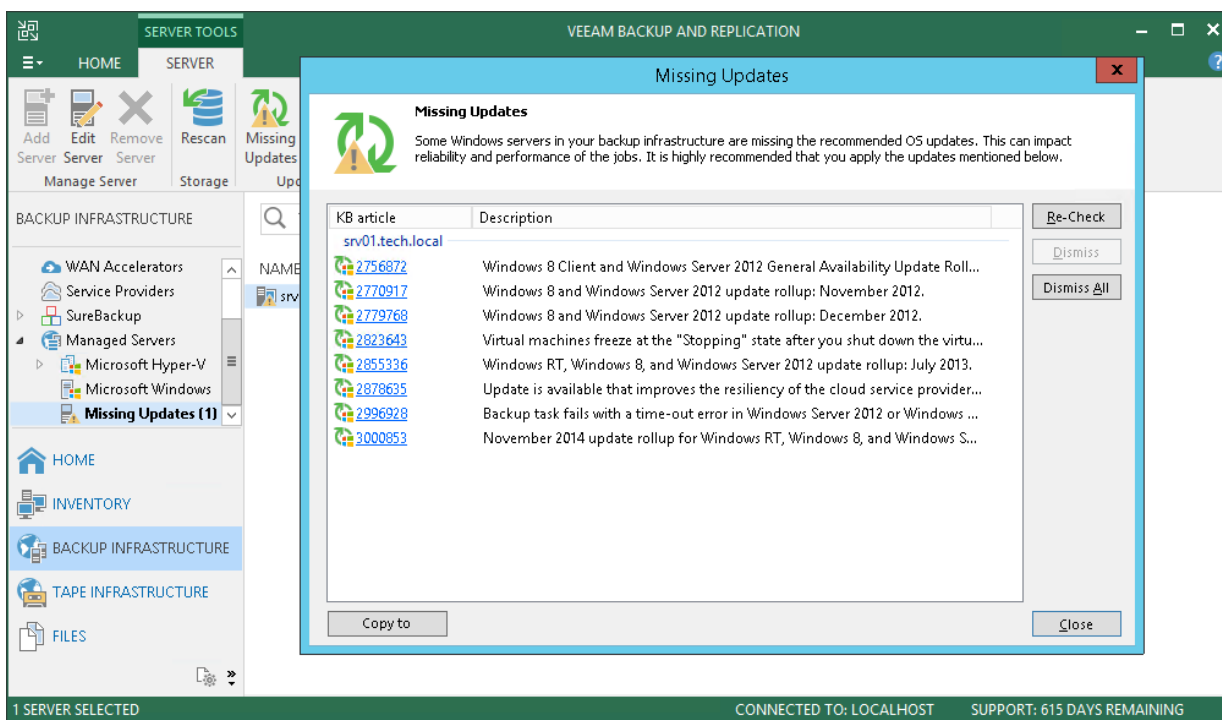 SERVER TOOLS
VEEAM BACKUP AND REPLICATION
HOME
SERVER
Add Server
Edit Server
Remove Server
Rescan
Missing Updates
Manage Server
Storage
Missing Updates
Missing Updates
Some Windows servers in your backup infrastructure are missing the recommended OS updates. This can impact
reliability and performance of the jobs. It is highly recommended that you apply the updates mentioned below.
KB article Description
srv01.tech.local
2756872 Windows 8 Client and Windows Server 2012 General Availability Update Roll...
2770917 Windows 8 and Windows Server 2012 update rollup: November 2012.
2779768 Windows 8 and Windows Server 2012 update rollup: December 2012.
2823643 Virtual machines freeze at the "Stopping" state after you shut down the virtu...
2855336 Windows RT, Windows 8, and Windows Server 2012 update rollup: July 2013.
2878635 Update is available that improves the resiliency of the cloud service provider...
2996928 Backup task fails with a time-out error in Windows Server 2012 or Windows ...
3000853 November 2014 update rollup for Windows RT, Windows 8, and Windows S...
Re-Check
Dismiss
Dismiss All
Copy to
Close
BACKUP INFRASTRUCTURE
WAN Accelerators
Service Providers
SureBackup
Managed Servers
Microsoft Hyper-V
Microsoft Windows
Missing Updates (1)
NAME
srv
HOME
INVENTORY
BACKUP INFRASTRUCTURE
TAPE INFRASTRUCTURE
FILES
1 SERVER SELECTED
CONNECTED TO: LOCALHOST
SUPPORT: 615 DAYS REMAINING